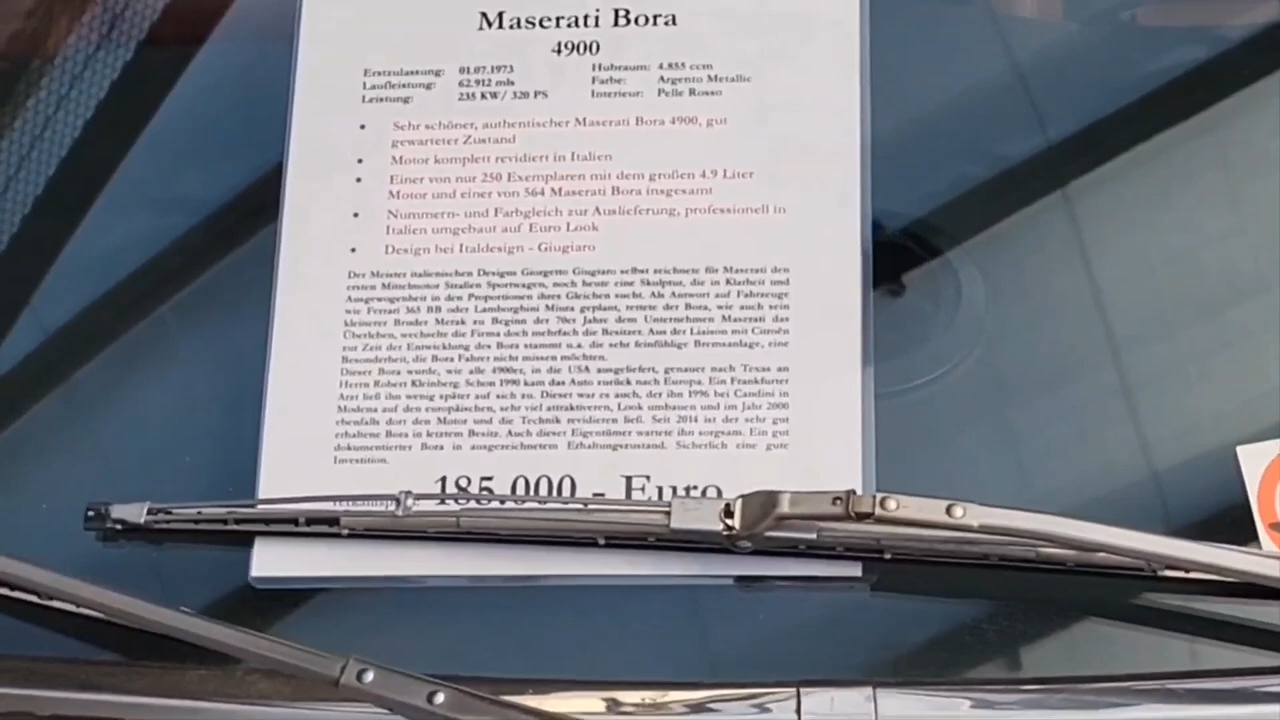 Maserati Bora
4900
Erstzulassung: 01.07.1973 Hubraum: 4.855 ccm
Laufleistung: 62.912 mls Farbe: Argento Metallic
Leistung: 235 KW/ 320 PS Interieur: Pelle Rosso
• Sehr schöner, authentischer Maserati Bora 4900, gut
gewarteter Zustand
• Motor komplett revidiert in Italien
• Einer von nur 250 Exemplaren mit dem großen 4.9 Liter
Motor und einer von 564 Maserati Bora insgesamt
• Nummern- und Farbgleich zur Auslieferung, professionell in
Italien umgebaut auf Euro Look
• Design bei Italdesign - Giugiaro
Der Meister italienischen Designs Giorgetto Giugiaro selbst zeichnete für Maserati den
ersten Mittelmotor Straßen Sportwagen, noch heute eine Skulptur, die in Klarheit und
Ausgewogenheit in den Proportionen ihres Gleichen sucht. Als Antwort auf Fahrzeuge
wie Ferrari 365 BB oder Lamborghini Miura geplant, rettete der Bora, wie auch sein
kleinerer Bruder Merak zu Beginn der 70er Jahre dem Unternehmen Maserati das
Überleben, wechselte die Firma doch mehrfach die Besitzer. Aus der Liaison mit Citroën
zur Zeit der Entwicklung des Bora stammt u.a. die sehr feinfühlige Bremsanlage, eine
Besonderheit, die Bora Fahrer nicht missen möchten.
Dieser Bora wurde, wie alle 4900er, in die USA ausgeliefert, genauer nach Texas an
Herrn Robert Kleinberg. Schon 1990 kam das Auto zurück nach Europa. Ein Frankfurter
Arzt ließ ihn wenig später auf sich zu. Dieser war es auch, der ihn 1996 bei Candini in
Modena auf den europäischen, sehr viel attraktiveren, Look umbauen und im Jahr 2000
ebenfalls dort den Motor und die Technik revidieren ließ. Seit 2014 ist der sehr gut
erhaltene Bora in letztem Besitz. Auch dieser Eigentümer wartete ihn sorgsam. Ein gut
dokumentierter Bora in ausgezeichnetem Erhaltungszustand. Sicherlich eine gute
Investition.
185.000,- Euro